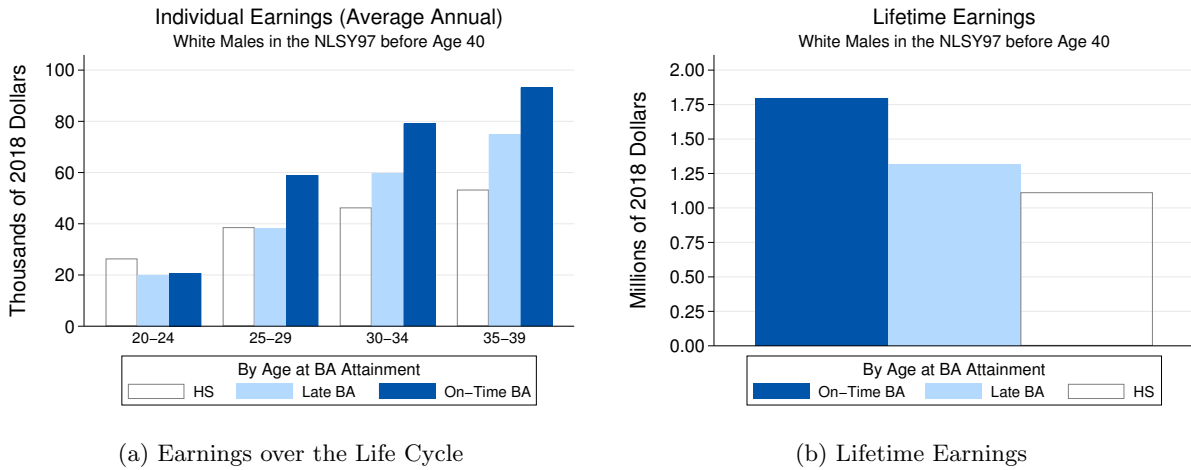 Individual Earnings (Average Annual)
White Males in the NLSY97 before Age 40
Thousands of 2018 Dollars
100
80
60
40
20
0
20−24
25−29
30−34
35−39
By Age at BA Attainment
HS
Late BA
On−Time BA
(a) Earnings over the Life Cycle
Lifetime Earnings
White Males in the NLSY97 before Age 40
Millions of 2018 Dollars
2.00
1.75
1.50
1.25
1.00
0.75
0.50
0.25
0.00
By Age at BA Attainment
On−Time BA
Late BA
HS
(b) Lifetime Earnings